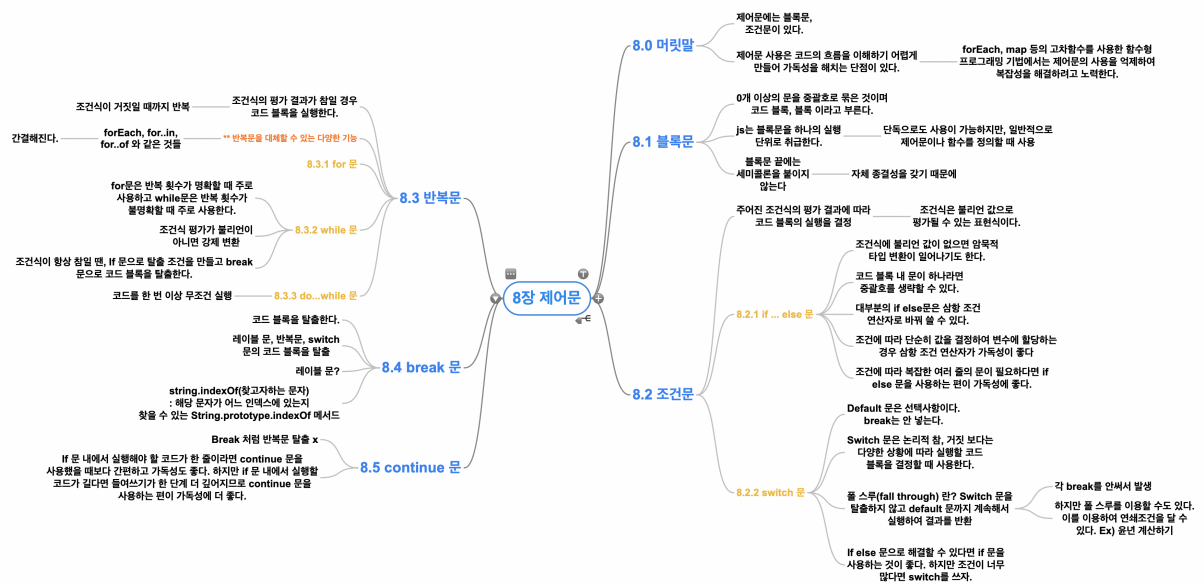 8장 제어문
8.0 머릿말
제어문에는 블록문,
조건문이 있다.
제어문 사용은 코드의 흐름을 이해하기 어렵게
만들어 가독성을 해치는 단점이 있다.
forEach, map 등의 고차함수를 사용한 함수형
프로그래밍 기법에서는 제어문의 사용을 억제하여
복잡성을 해결하려고 노력한다.
8.1 블록문
0개 이상의 문을 중괄호로 묶은 것이며
코드 블록, 블록 이라고 부른다.
js는 블록문을 하나의 실행
단위로 취급한다.
단독으로도 사용이 가능하지만, 일반적으로
제어문이나 함수를 정의할 때 사용
블록문 끝에는
세미콜론을 붙이지
않는다
자체 종결성을 갖기 때문에
8.2 조건문
주어진 조건식의 평가 결과에 따라
코드 블록의 실행을 결정
조건식은 불리언 값으로
평가될 수 있는 표현식이다.
8.2.1 if ... else 문
조건식에 불리언 값이 없으면 암묵적
타입 변환이 일어나기도 한다.
코드 블록 내 문이 하나라면
중괄호를 생략할 수 있다.
대부분의 if else문은 삼항 조건
연산자로 바꿔 쓸 수 있다.
조건에 따라 단순히 값을 결정하여 변수에 할당하는
경우 삼항 조건 연산자가 가독성이 좋다
조건에 따라 복잡한 여러 줄의 문이 필요하다면 if
else 문을 사용하는 편이 가독성에 좋다.
8.2.2 switch 문
Default 문은 선택사항이다.
break는 안 넣는다.
Switch 문은 논리적 참, 거짓 보다는
다양한 상황에 따라 실행할 코드
블록을 결정할 때 사용한다.
폴 스루(fall through) 란? Switch 문을
탈출하지 않고 default 문까지 계속해서
실행하여 결과를 반환
각 break를 안써서 발생
하지만 폴 스루를 이용할 수도 있다.
이를 이용하여 연쇄조건을 달 수
있다. Ex) 윤년 계산하기
If else 문으로 해결할 수 있다면 if 문을
사용하는 것이 좋다. 하지만 조건이 너무
많다면 switch를 쓰자.
8.3 반복문
조건식의 평가 결과가 참일 경우
코드 블록을 실행한다.
조건식이 거짓일 때까지 반복
** 반복문을 대체할 수 있는 다양한 기능
forEach, for..in,
for..of 와 같은 것들
간결해진다.
8.3.1 for 문
8.3.2 while 문
for문은 반복 횟수가 명확할 때 주로
사용하고 while문은 반복 횟수가
불명확할 때 주로 사용한다.
조건식 평가가 불리언이
아니면 강제 변환
조건식이 항상 참일 땐, If 문으로 탈출 조건을 만들고 break
문으로 코드 블록을 탈출한다.
8.3.3 do...while 문
코드를 한 번 이상 무조건 실행
8.4 break 문
코드 블록을 탈출한다.
레이블 문, 반복문, switch
문의 코드 블록을 탈출
레이블 문?
string.indexOf(찾고자하는 문자)
: 해당 문자가 어느 인덱스에 있는지
찾을 수 있는 String.prototype.indexOf 메서드
8.5 continue 문
Break 처럼 반복문 탈출 x
If 문 내에서 실행해야 할 코드가 한 줄이라면 continue 문을
사용했을 때보다 간편하고 가독성도 좋다. 하지만 if 문 내에서 실행할
코드가 길다면 들여쓰기가 한 단계 더 깊어지므로 continue 문을
사용하는 편이 가독성에 더 좋다.